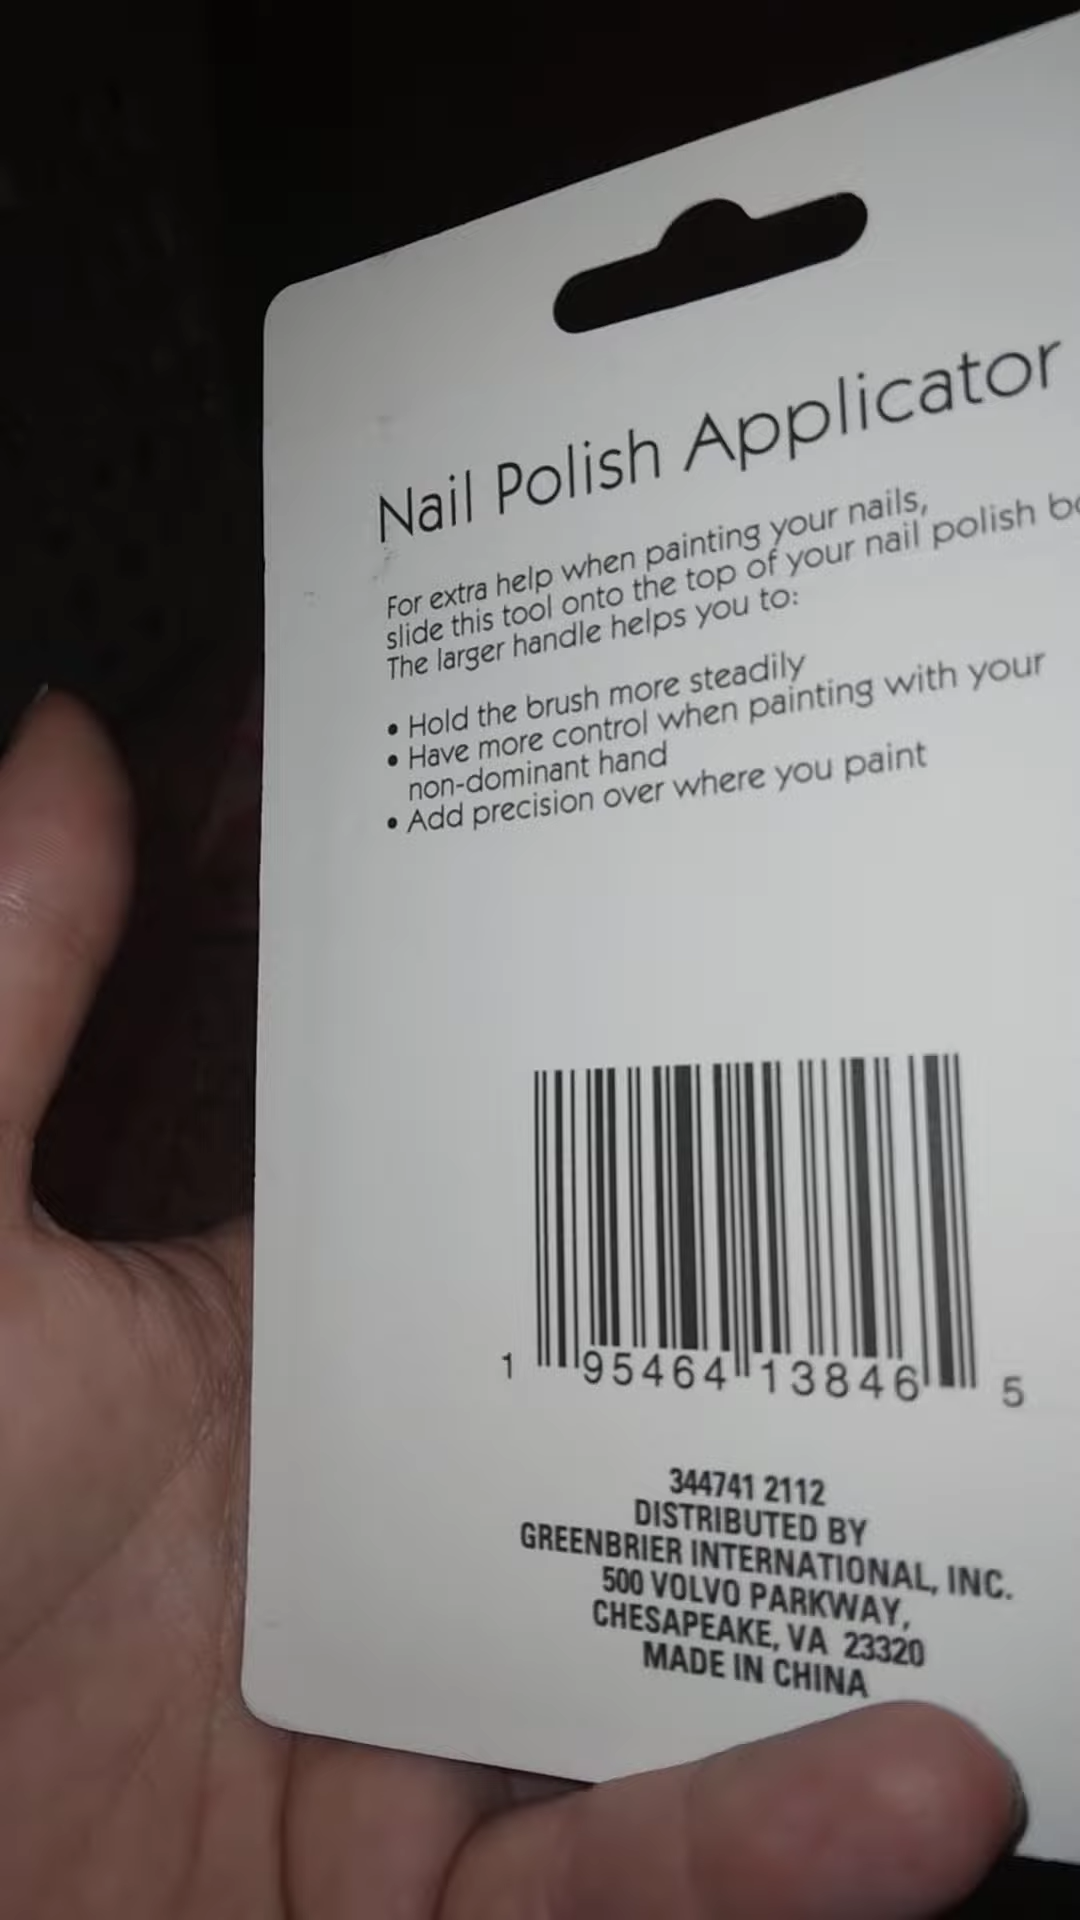 Nail Polish Applicator
For extra help when painting your nails,
slide this tool onto the top of your nail polish
The larger handle helps you to:
• Hold the brush more steadily
• Have more control when painting with your
non-dominant hand
• Add precision over where you paint
1 95464 13846 5
344741 2112
DISTRIBUTED BY
GREENBRIER INTERNATIONAL, INC.
500 VOLVO PARKWAY,
CHESAPEAKE, VA 23320
MADE IN CHINA